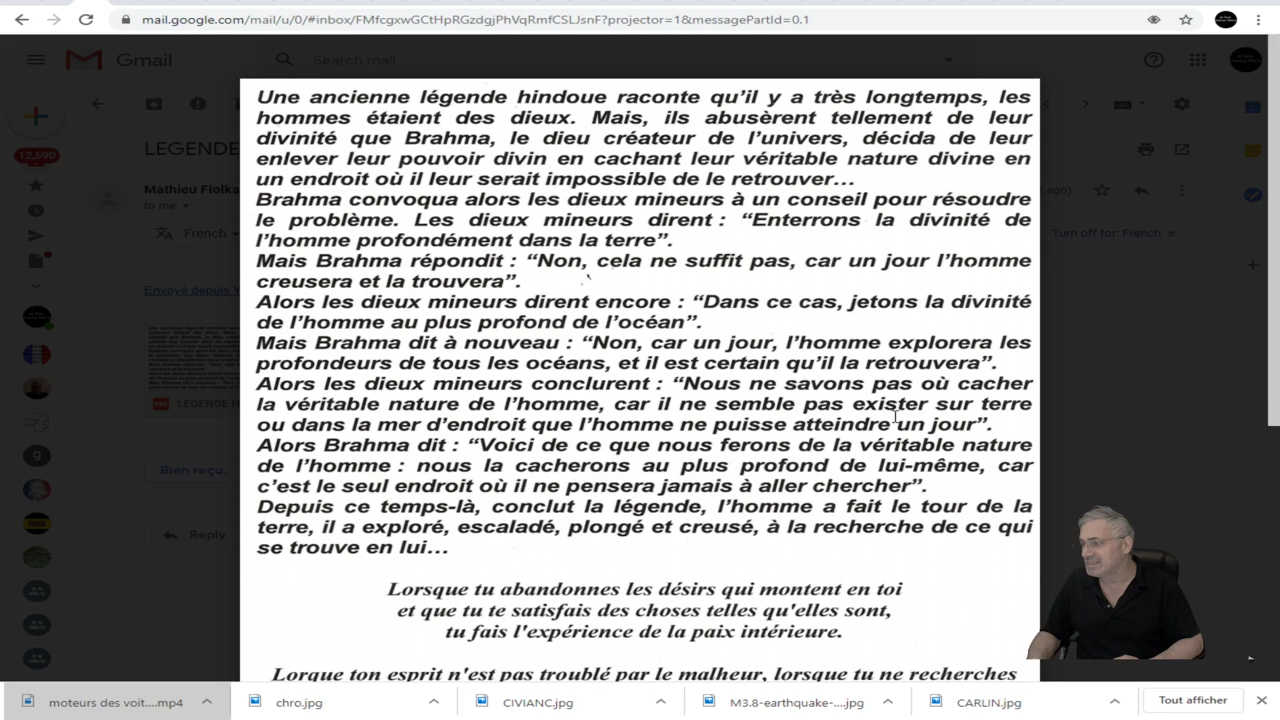 mail.google.com/mail/u/0/#inbox/FMfcgxwGCtHpRGzdgjPhVqRmfCSLJsnF?projector=1&messagePartId=0.1
Gmail
Search mail
12,590
LEGENDE
Mathieu Fiolka
to me
ago)
French
Turn off for: French ×
Envoyé depuis Y
PDF LEGENDE H
Bien reçu.
Reply
Une ancienne légende hindoue raconte qu'il y a très longtemps, les
hommes étaient des dieux. Mais, ils abusèrent tellement de leur
divinité que Brahma, le dieu créateur de l'univers, décida de leur
enlever leur pouvoir divin en cachant leur véritable nature divine en
un endroit où il leur serait impossible de le retrouver…
Brahma convoqua alors les dieux mineurs à un conseil pour résoudre
le problème. Les dieux mineurs dirent : “Enterrons la divinité de
l'homme profondément dans la terre”.
Mais Brahma répondit : “Non, cela ne suffit pas, car un jour l'homme
creusera et la trouvera”.
Alors les dieux mineurs dirent encore : “Dans ce cas, jetons la divinité
de l'homme au plus profond de l'océan”.
Mais Brahma dit à nouveau : “Non, car un jour, l'homme explorera les
profondeurs de tous les océans, et il est certain qu'il la retrouvera”.
Alors les dieux mineurs conclurent : “Nous ne savons pas où cacher
la véritable nature de l'homme, car il ne semble pas exister sur terre
ou dans la mer d'endroit que l'homme ne puisse atteindre un jour”.
Alors Brahma dit : “Voici de ce que nous ferons de la véritable nature
de l'homme : nous la cacherons au plus profond de lui-même, car
c'est le seul endroit où il ne pensera jamais à aller chercher”.
Depuis ce temps-là, conclut la légende, l'homme a fait le tour de la
terre, il a exploré, escaladé, plongé et creusé, à la recherche de ce qui
se trouve en lui…
Lorsque tu abandonnes les désirs qui montent en toi
et que tu te satisfais des choses telles qu'elles sont,
tu fais l'expérience de la paix intérieure.
Lorque ton esprit n'est pas troublé par le malheur, lorsque tu ne recherches
moteurs des voit....mp4
chro.jpg
CIVIANC.jpg
M3.8-earthquake-....jpg
CARLIN.jpg
Tout afficher